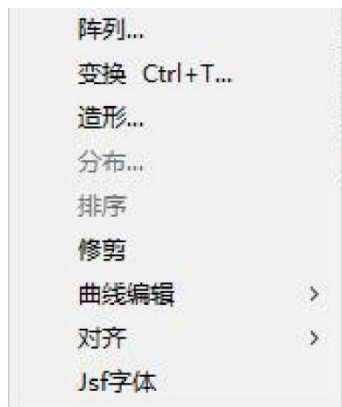 阵列...
变换 Ctrl+T...
造形...
分布...
排序
修剪
曲线编辑 >
对齐 >
Jsf字体